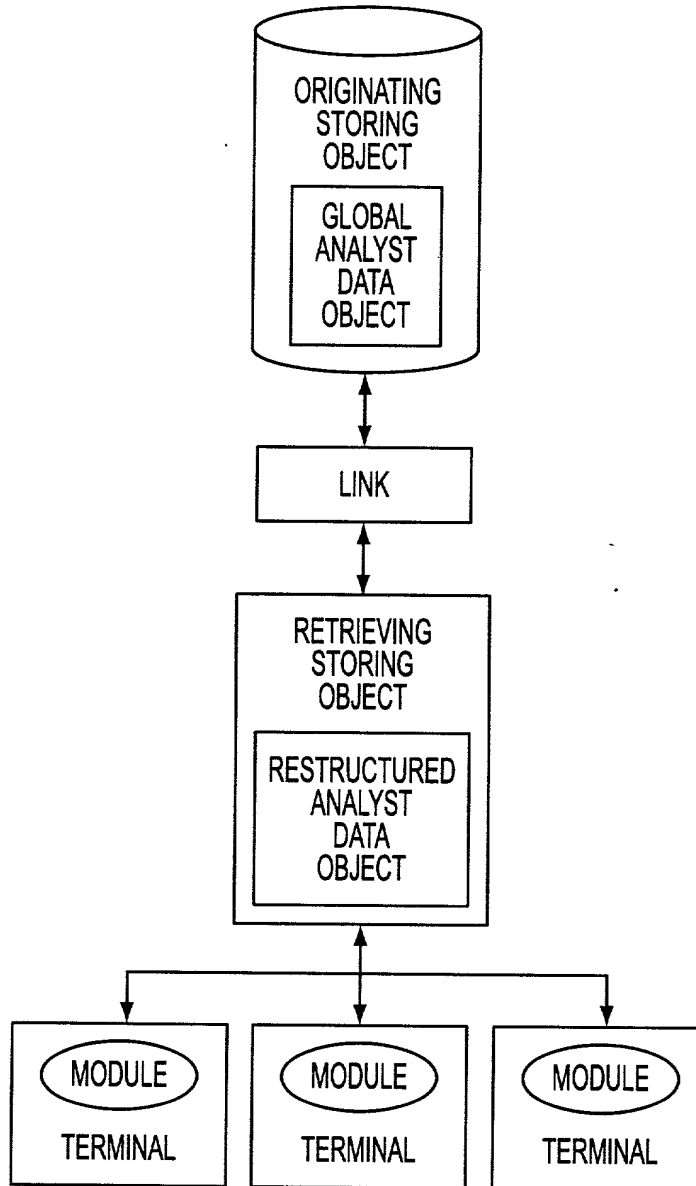 ORIGINATING
STORING
OBJECT
GLOBAL
ANALYST
DATA
OBJECT
LINK
RETRIEVING
STORING
OBJECT
RESTRUCTURED
ANALYST
DATA
OBJECT
MODULE
TERMINAL
MODULE
TERMINAL
MODULE
TERMINAL